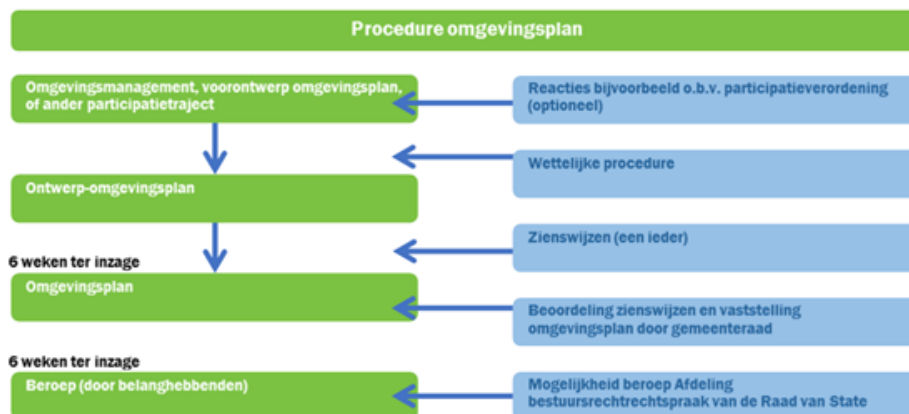 Procedure omgevingsplan
Omgevingsmanagement, voorontwerp omgevingsplan,
of ander participatietraject
Reacties bijvoorbeeld o.b.v. participatieverordening
(optioneel)
Wettelijke procedure
Ontwerp-omgevingsplan
Zienswijzen (een ieder)
6 weken ter inzage
Omgevingsplan
Beoordeling zienswijzen en vaststelling
omgevingsplan door gemeenteraad
6 weken ter inzage
Beroep (door belanghebbenden)
Mogelijkheid beroep Afdeling
bestuursrechtrechtspraak van de Raad van State